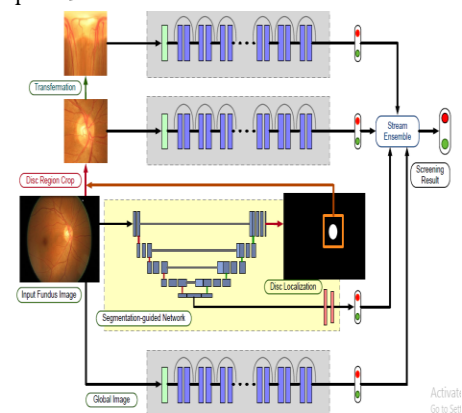 Transformation
Stream
Ensemble
Disc Region Crop
Screening
Result
Input Fundus Image
Disc Localization
Segmentation-guided Network
Global Image
Activate
Go to Sett